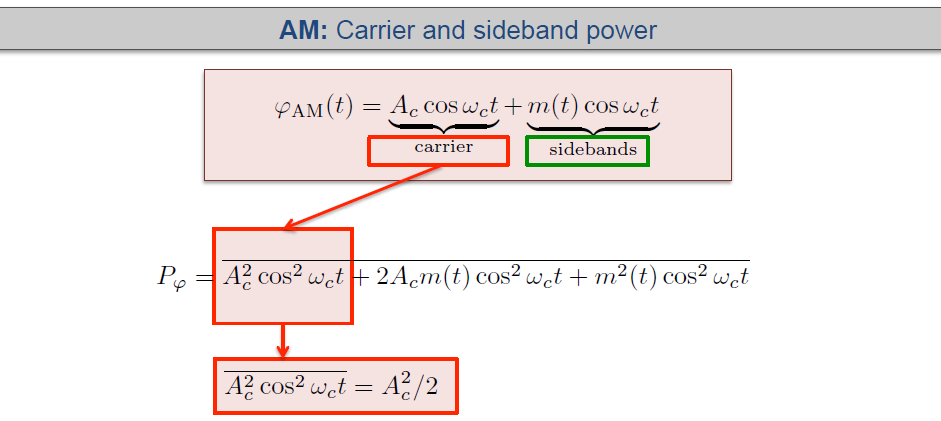 AM: Carrier and sideband power
φ_AM(t) = A_c cos ω_c t + m(t) cos ω_c t
carrier sidebands
P_φ = \overline{A_c^2 cos^2 ω_c t + 2A_c m(t) cos^2 ω_c t + m^2(t) cos^2 ω_c t}
\overline{A_c^2 cos^2 ω_c t} = A_c^2/2